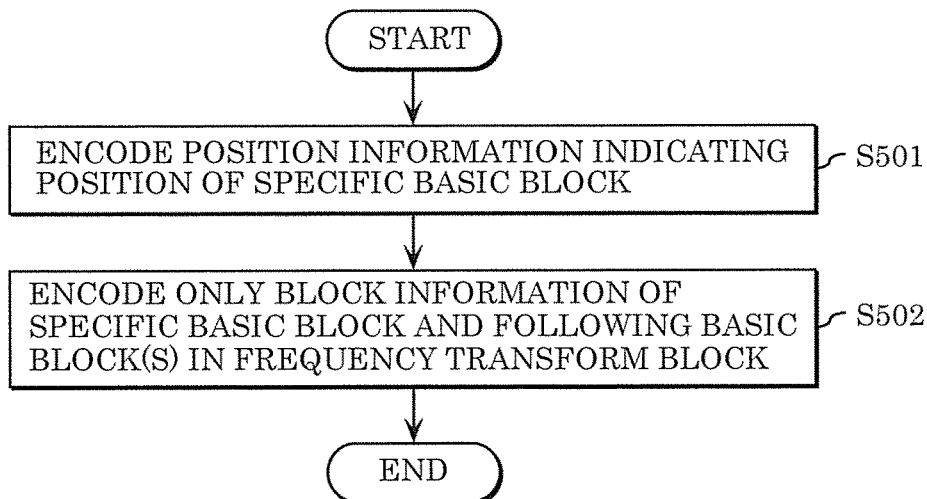 START
ENCODE POSITION INFORMATION INDICATING
POSITION OF SPECIFIC BASIC BLOCK
S501
ENCODE ONLY BLOCK INFORMATION OF
SPECIFIC BASIC BLOCK AND FOLLOWING BASIC
BLOCK(S) IN FREQUENCY TRANSFORM BLOCK
S502
END